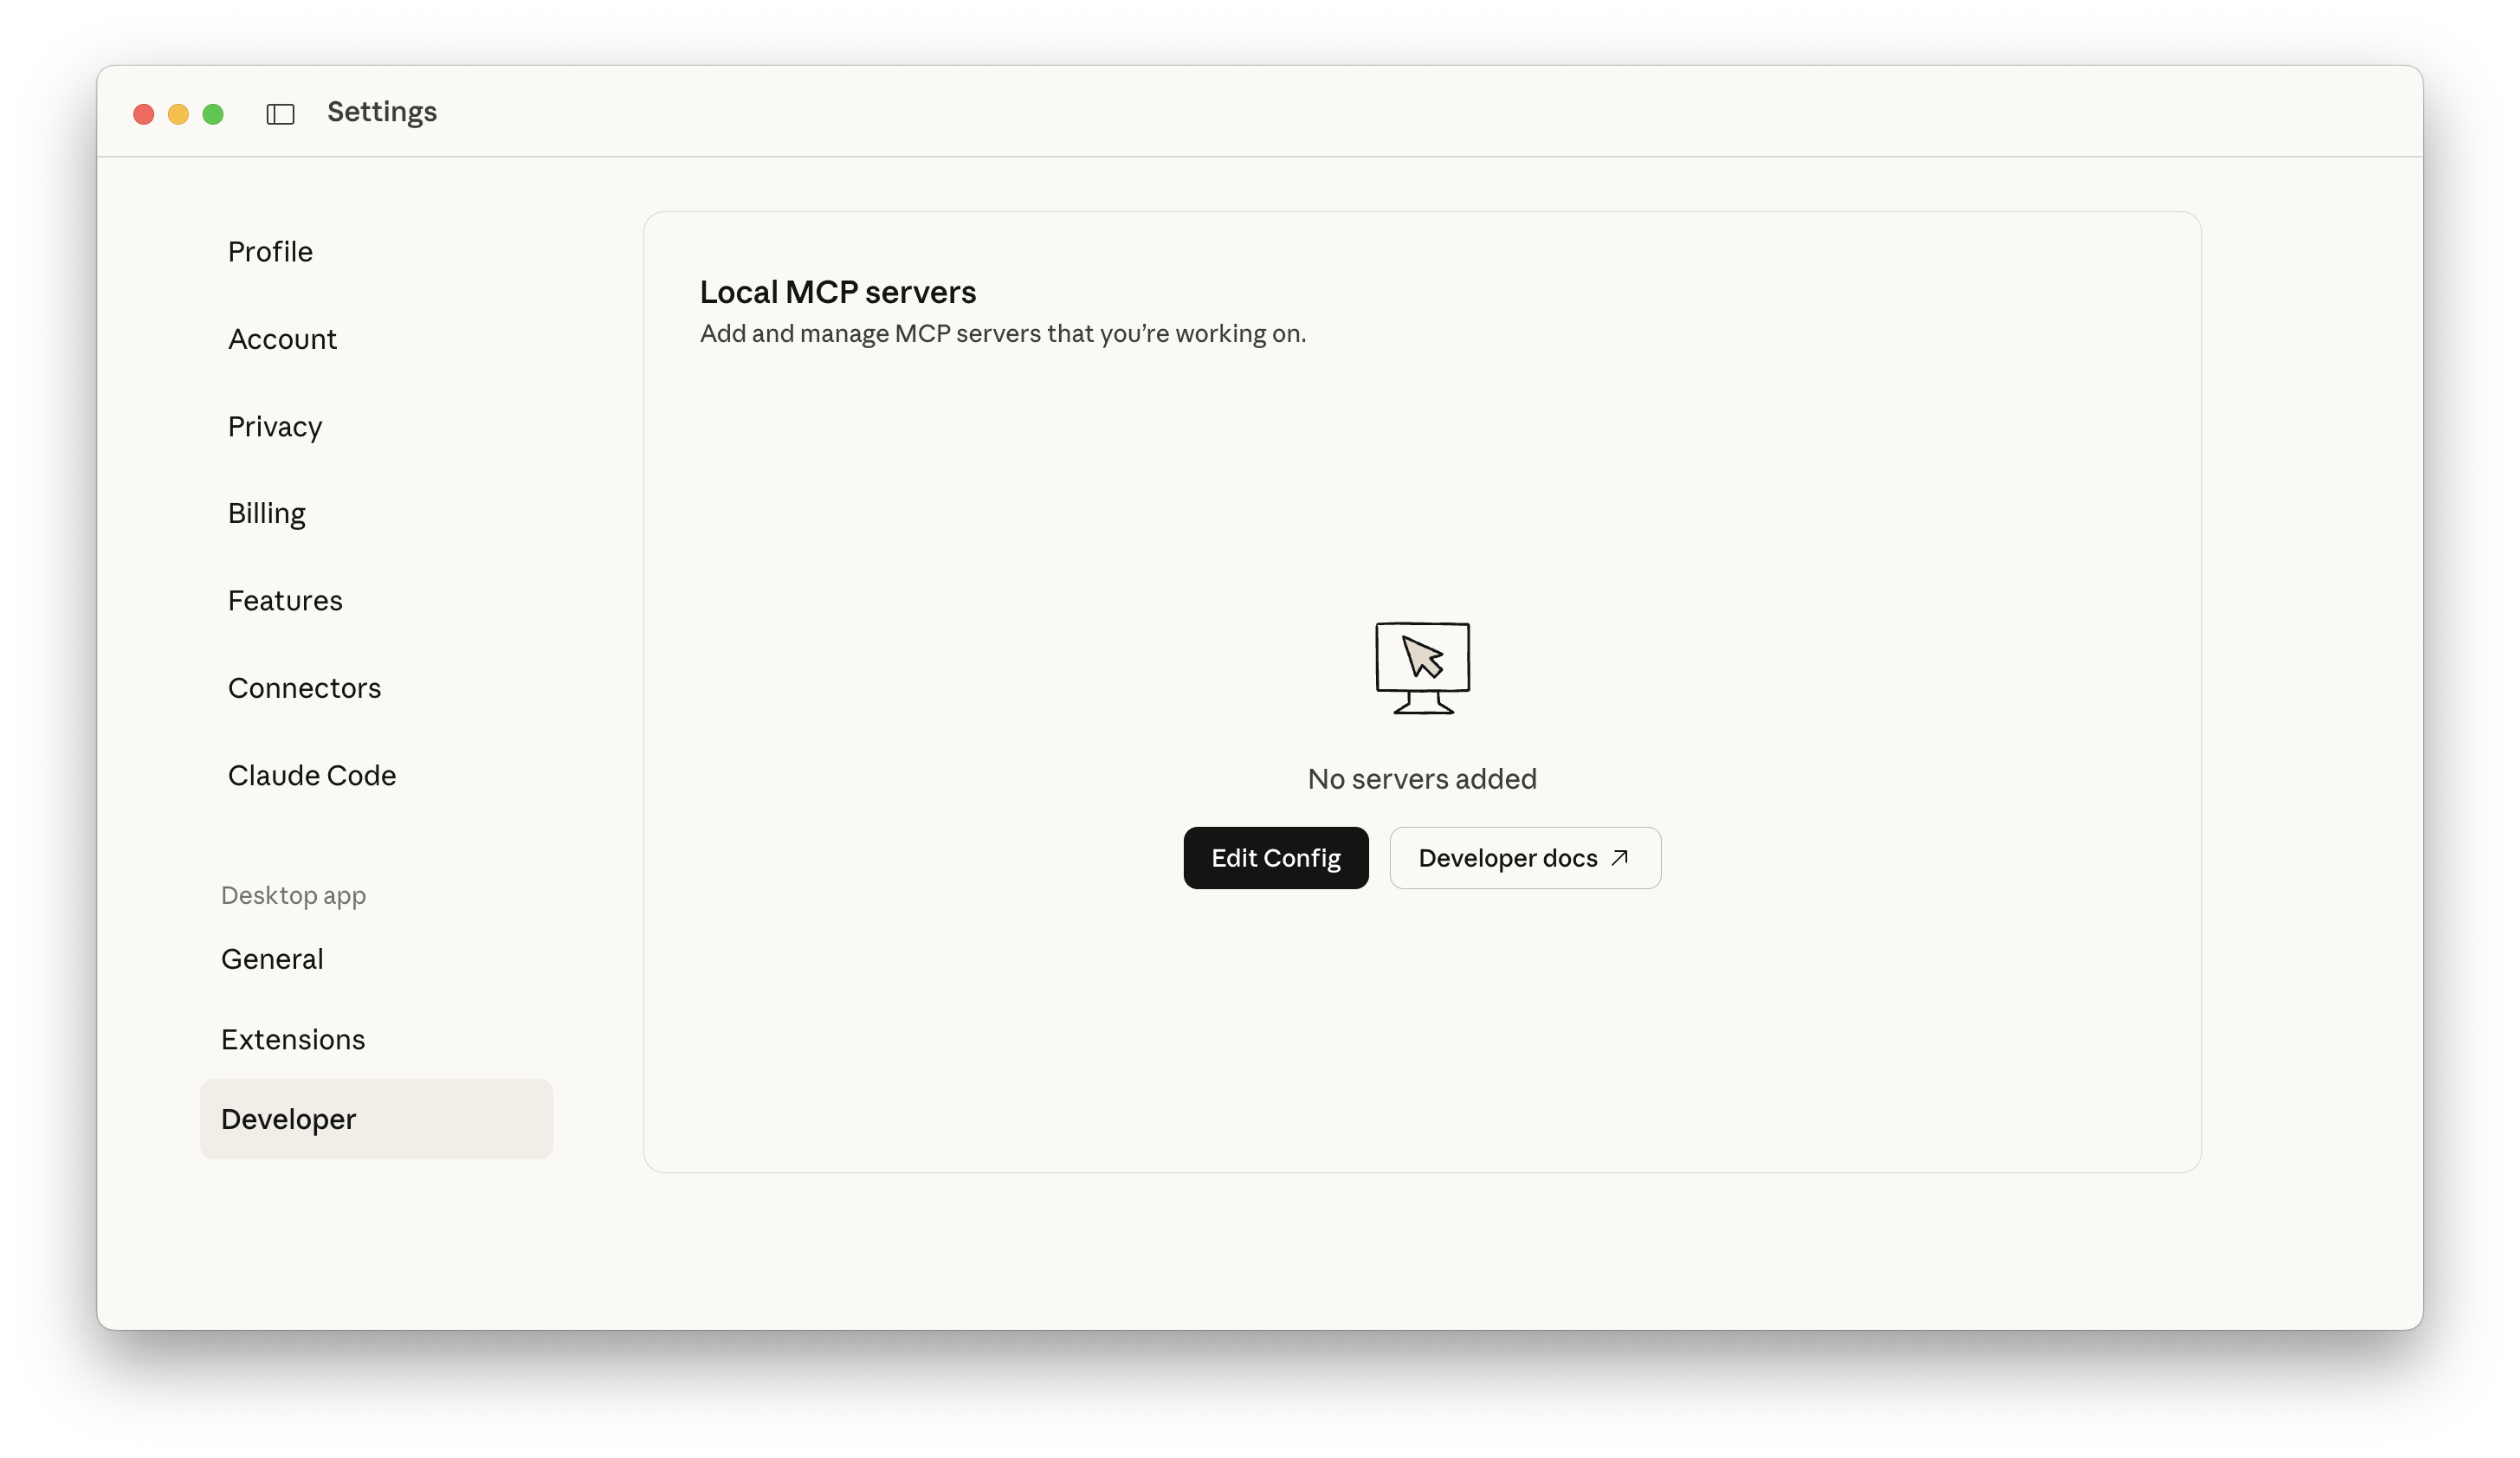 Settings
Profile
Account
Privacy
Billing
Features
Connectors
Claude Code
Desktop app
General
Extensions
Developer
Local MCP servers
Add and manage MCP servers that you’re working on.
No servers added
Edit Config
Developer docs